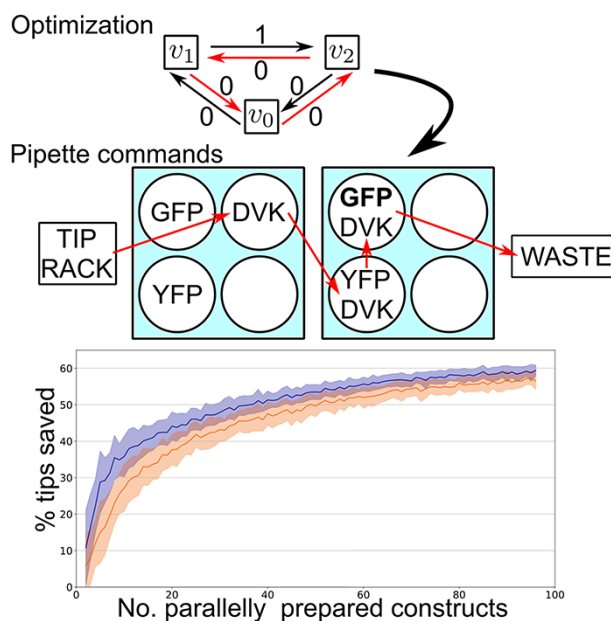 Optimization
1
v1
v2
0
0
0
v0
0
0
Pipette commands
GFP
DVK
GFP
DVK
TIP
RACK
WASTE
YFP
YFP
DVK
60
50
40
30
20
10
0
% tips saved
0
20
40
60
80
100
No. parallelly prepared constructs